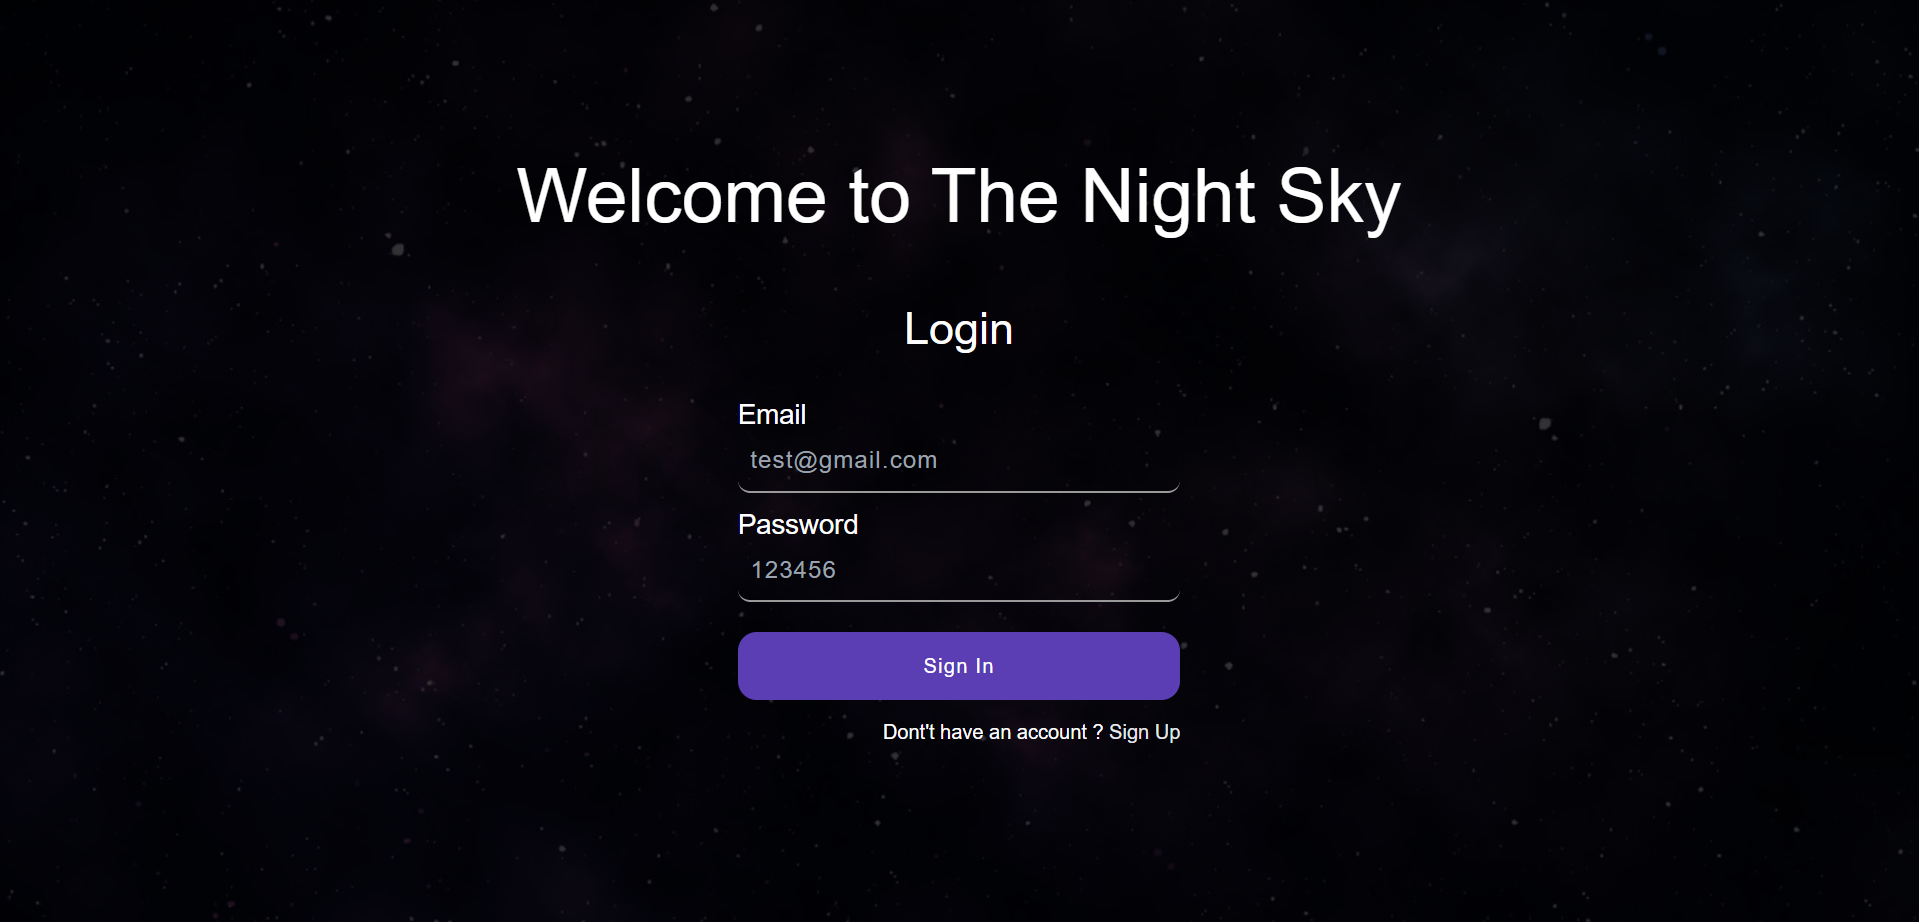 Welcome to The Night Sky
Login
Email
test@gmail.com
Password
123456
Sign In
Dont't have an account ? Sign Up